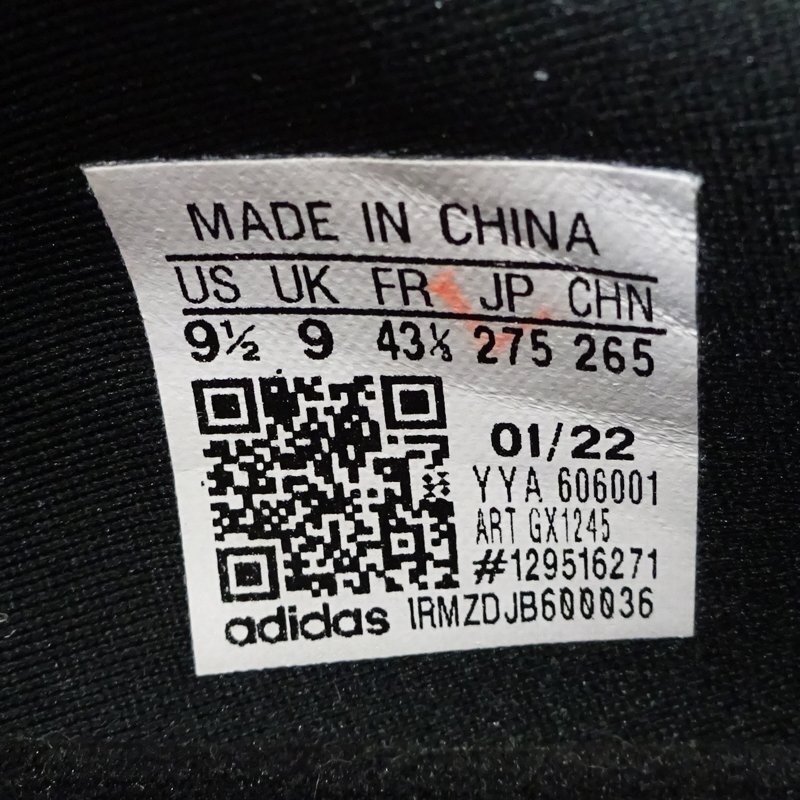 MADE IN CHINA
US UK FR JP CHN
9½ 9 43⅓ 275 265
01/22
YYA 606001
ART GX1245
#129516271
adidas 1RMZDJB600036